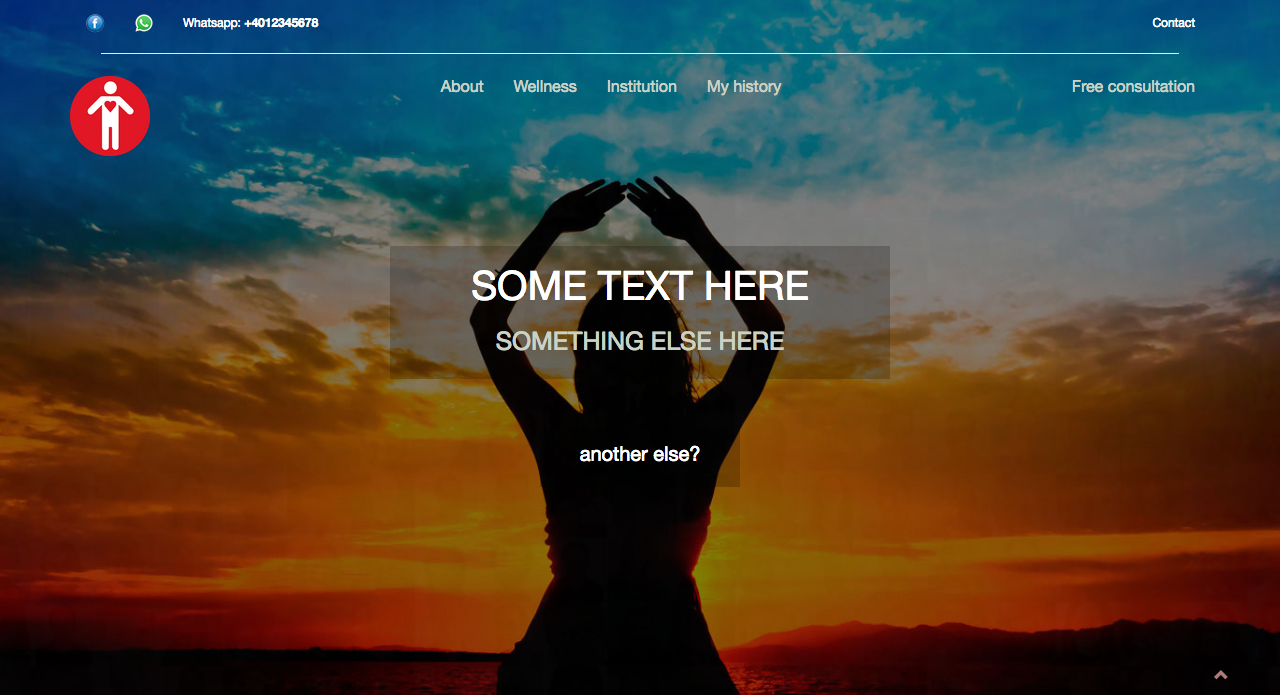 Whatsapp: +4012345678
Contact
About Wellness Institution My history
Free consultation
SOME TEXT HERE
SOMETHING ELSE HERE
another else?